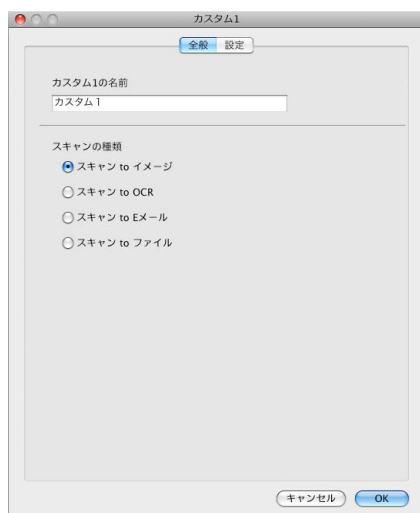 カスタム1
全般 設定
カスタム1の名前
カスタム 1
スキャンの種類
スキャン to イメージ
スキャン to OCR
スキャン to Eメール
スキャン to ファイル
キャンセル OK